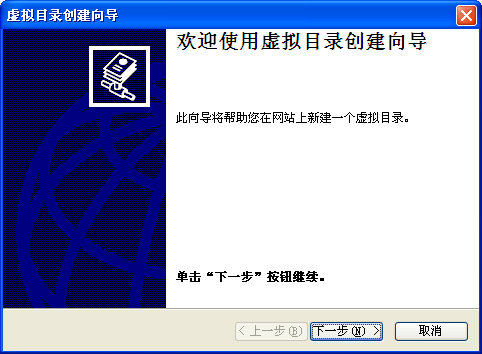 虚拟目录创建向导
欢迎使用虚拟目录创建向导
此向导将帮助您在网站上新建一个虚拟目录。
单击“下一步”按钮继续。
< 上一步(B) 下一步(N) > 取消